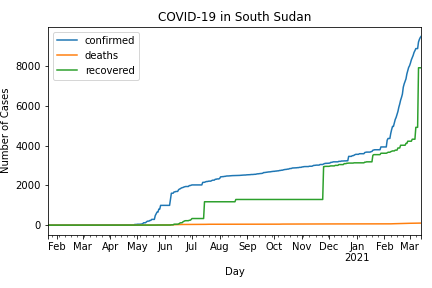 COVID-19 in South Sudan
confirmed
deaths
recovered
Number of Cases
8000
6000
4000
2000
0
Feb Mar Apr May Jun Jul Aug Sep Oct Nov Dec Jan Feb Mar
2021
Day